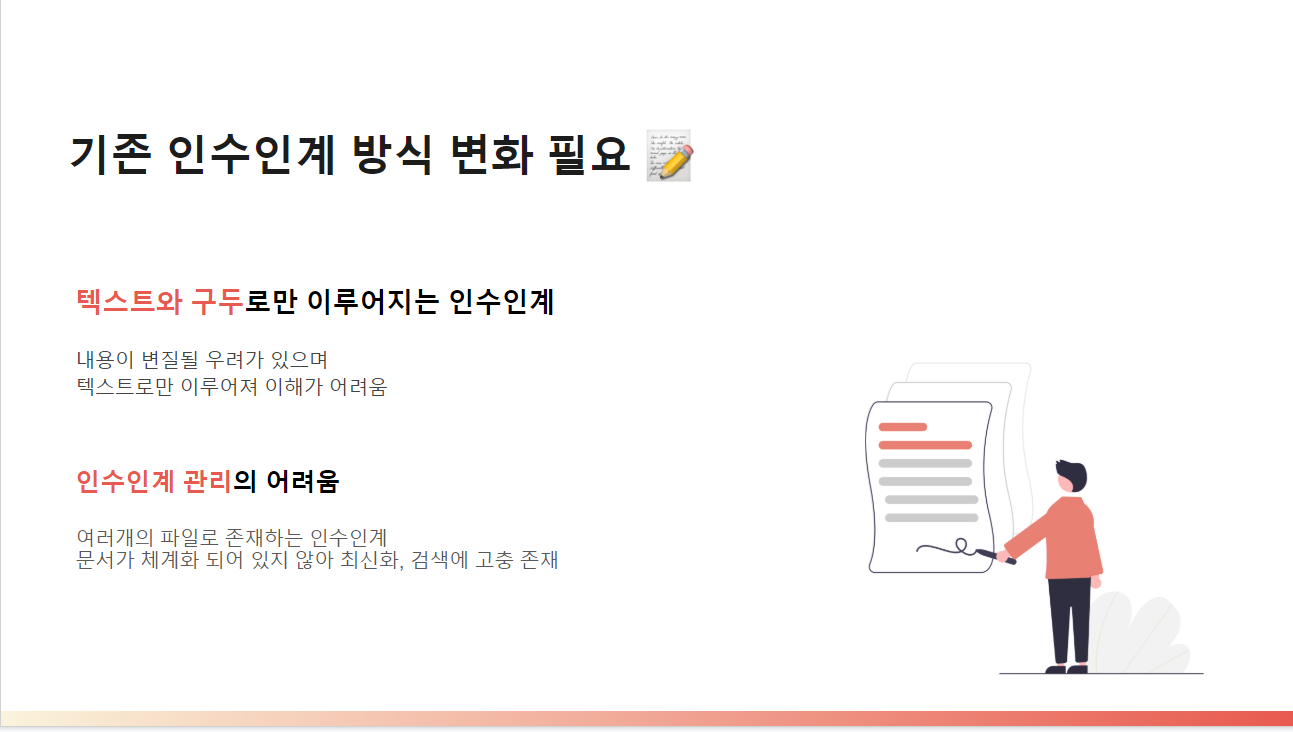 기존 인수인계 방식 변화 필요 📝
텍스트와 구두로만 이루어지는 인수인계
내용이 변질될 우려가 있으며
텍스트로만 이루어져 이해가 어려움
인수인계 관리의 어려움
여러개의 파일로 존재하는 인수인계
문서가 체계화 되어 있지 않아 최신화, 검색에 고충 존재